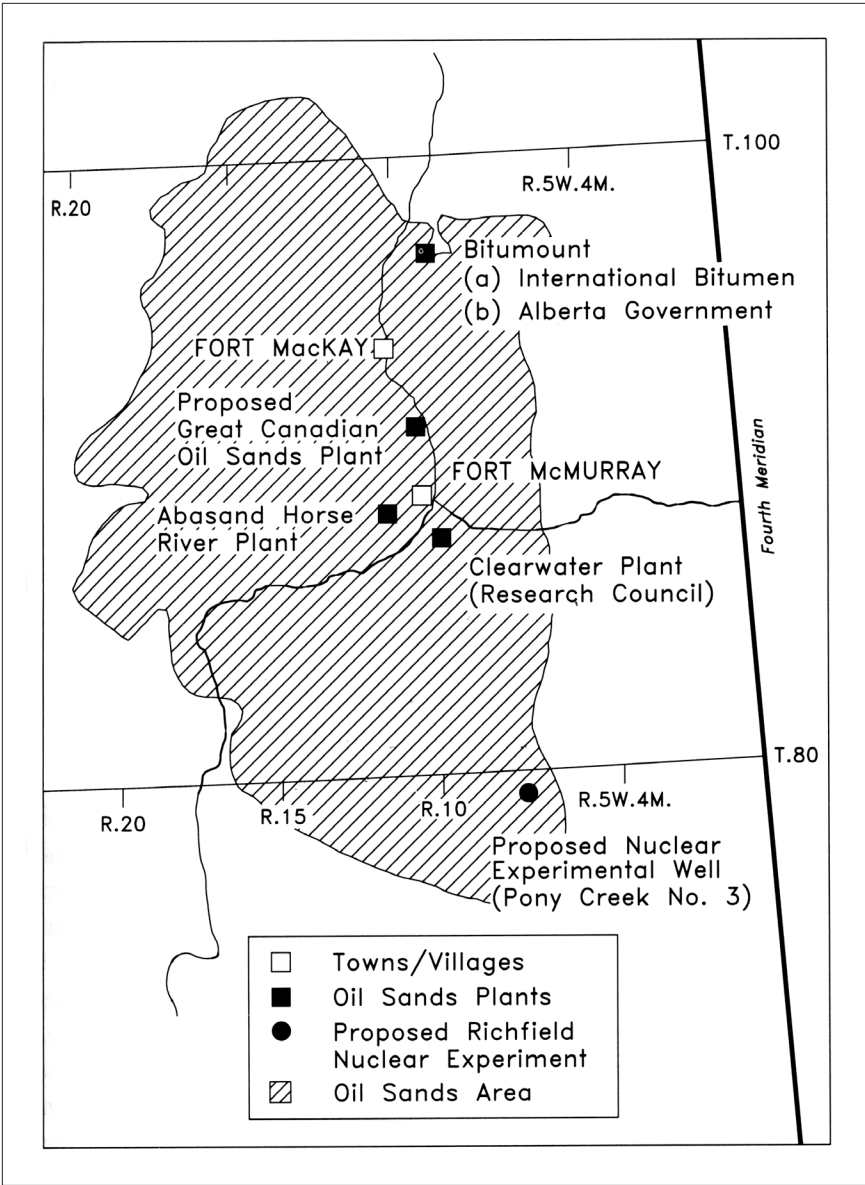 T.100
R.20
R.5W.4M.
Bitumount
(a) International Bitumen
(b) Alberta Government
FORT MacKAY
Proposed
Great Canadian
Oil Sands Plant
FORT McMURRAY
Abasand Horse
River Plant
Fourth Meridian
Clearwater Plant
(Research Council)
T.80
R.20
R.15
R.10
R.5W.4M.
Proposed Nuclear
Experimental Well
(Pony Creek No. 3)
Towns/Villages
Oil Sands Plants
Proposed Richfield
Nuclear Experiment
Oil Sands Area